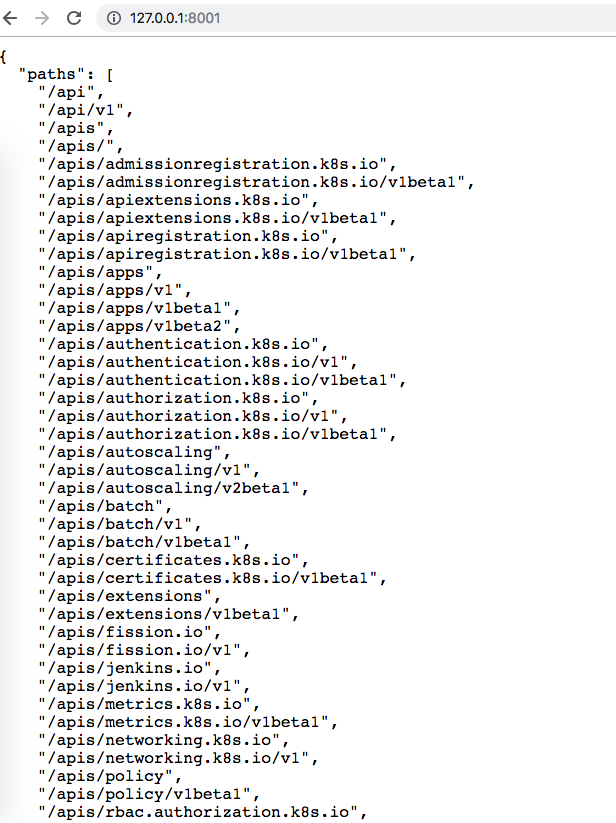 127.0.0.1:8001
{
"paths": [
"/api",
"/api/v1",
"/apis",
"/apis/",
"/apis/admissionregistration.k8s.io",
"/apis/admissionregistration.k8s.io/v1beta1",
"/apis/apiextensions.k8s.io",
"/apis/apiextensions.k8s.io/v1beta1",
"/apis/apiregistration.k8s.io",
"/apis/apiregistration.k8s.io/v1beta1",
"/apis/apps",
"/apis/apps/v1",
"/apis/apps/v1beta1",
"/apis/apps/v1beta2",
"/apis/authentication.k8s.io",
"/apis/authentication.k8s.io/v1",
"/apis/authentication.k8s.io/v1beta1",
"/apis/authorization.k8s.io",
"/apis/authorization.k8s.io/v1",
"/apis/authorization.k8s.io/v1beta1",
"/apis/autoscaling",
"/apis/autoscaling/v1",
"/apis/autoscaling/v2beta1",
"/apis/batch",
"/apis/batch/v1",
"/apis/batch/v1beta1",
"/apis/certificates.k8s.io",
"/apis/certificates.k8s.io/v1beta1",
"/apis/extensions",
"/apis/extensions/v1beta1",
"/apis/fission.io",
"/apis/fission.io/v1",
"/apis/jenkins.io",
"/apis/jenkins.io/v1",
"/apis/metrics.k8s.io",
"/apis/metrics.k8s.io/v1beta1",
"/apis/networking.k8s.io",
"/apis/networking.k8s.io/v1",
"/apis/policy",
"/apis/policy/v1beta1",
"/apis/rbac.authorization.k8s.io",